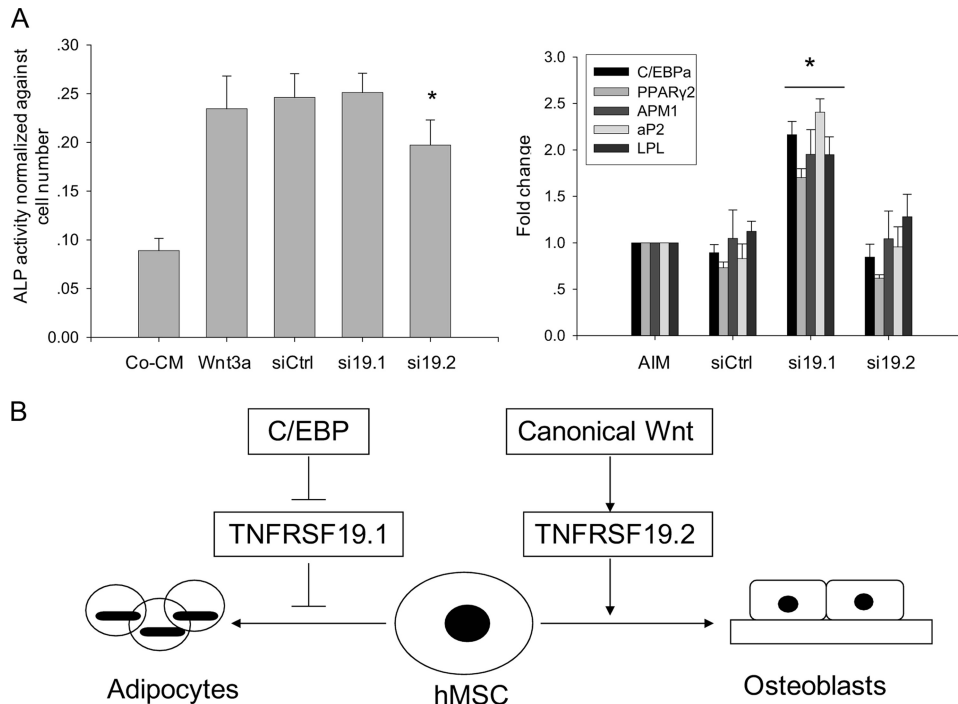 A
ALP activity normalized against
cell number
.30
.25
.20
.15
.10
.05
0.00
*
Co-CM Wnt3a siCtrl si19.1 si19.2
Fold change
3.0
2.5
2.0
1.5
1.0
.5
0.0
C/EBPa
PPARγ2
APM1
aP2
LPL
*
AIM siCtrl si19.1 si19.2
B
C/EBP
Canonical Wnt
TNFRSF19.1
TNFRSF19.2
Adipocytes
hMSC
Osteoblasts